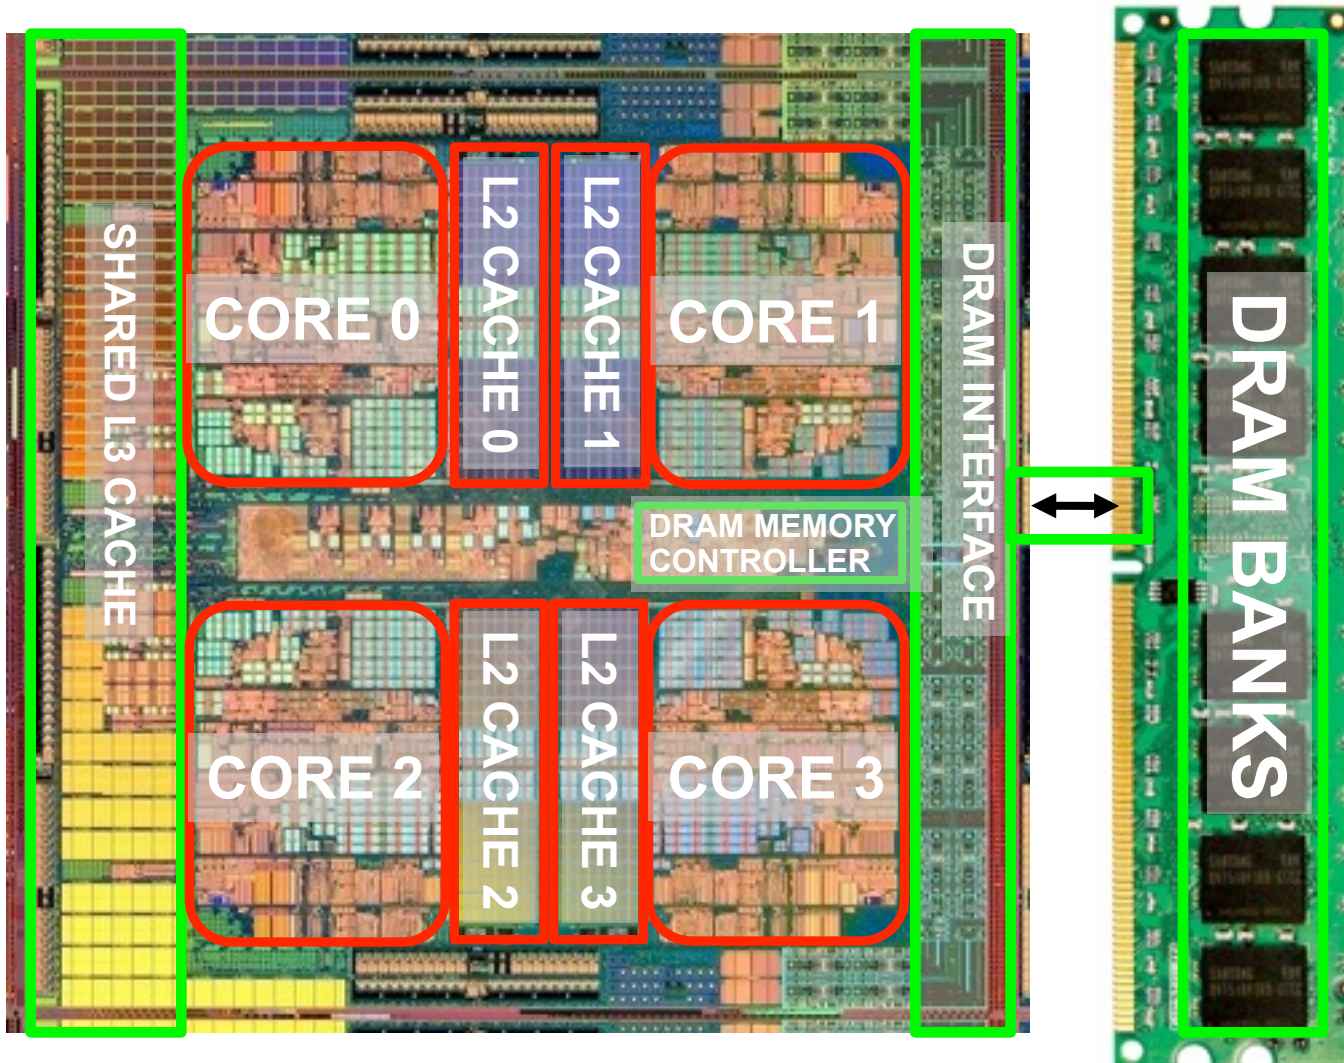 SHARED L3 CACHE
CORE 0
L2 CACHE 0
L2 CACHE 1
CORE 1
DRAM INTERFACE
DRAM BANKS
DRAM MEMORY
CONTROLLER
CORE 2
L2 CACHE 2
L2 CACHE 3
CORE 3